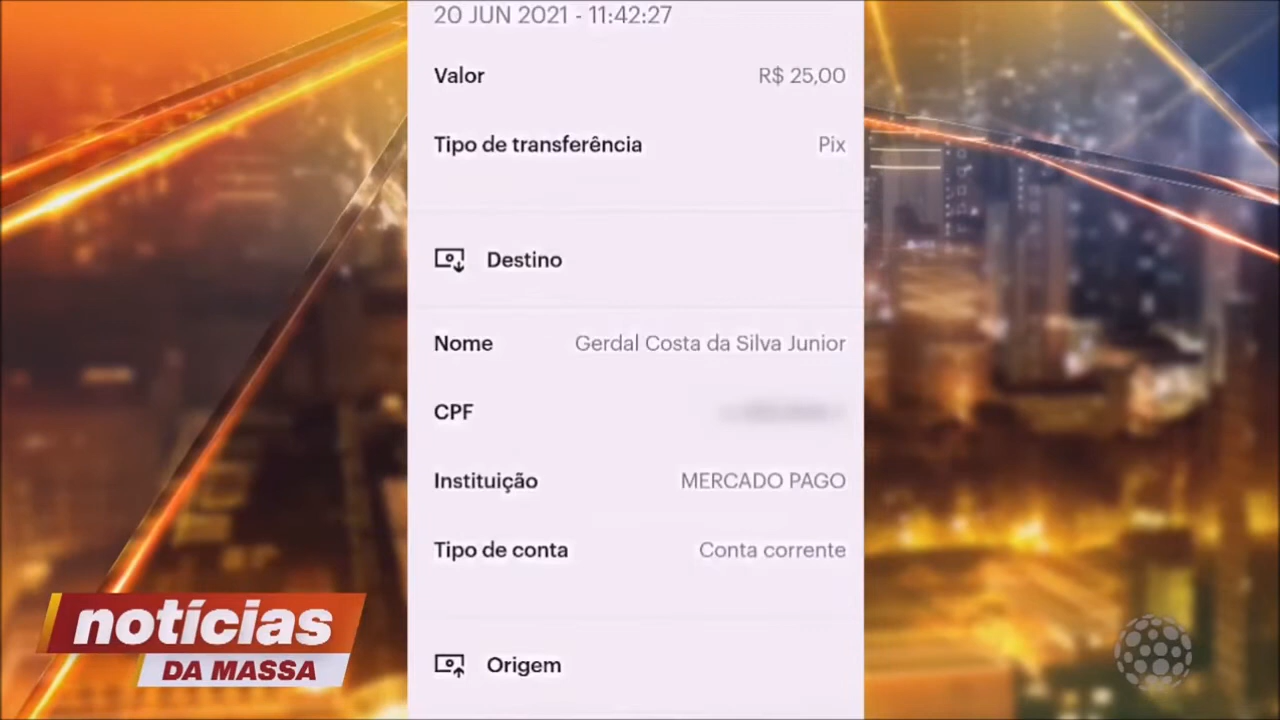 20 JUN 2021 - 11:42:27
Valor R$ 25,00
Tipo de transferência Pix
Destino
Nome Gerdal Costa da Silva Junior
CPF
Instituição MERCADO PAGO
Tipo de conta Conta corrente
Origem
notícias
DA MASSA